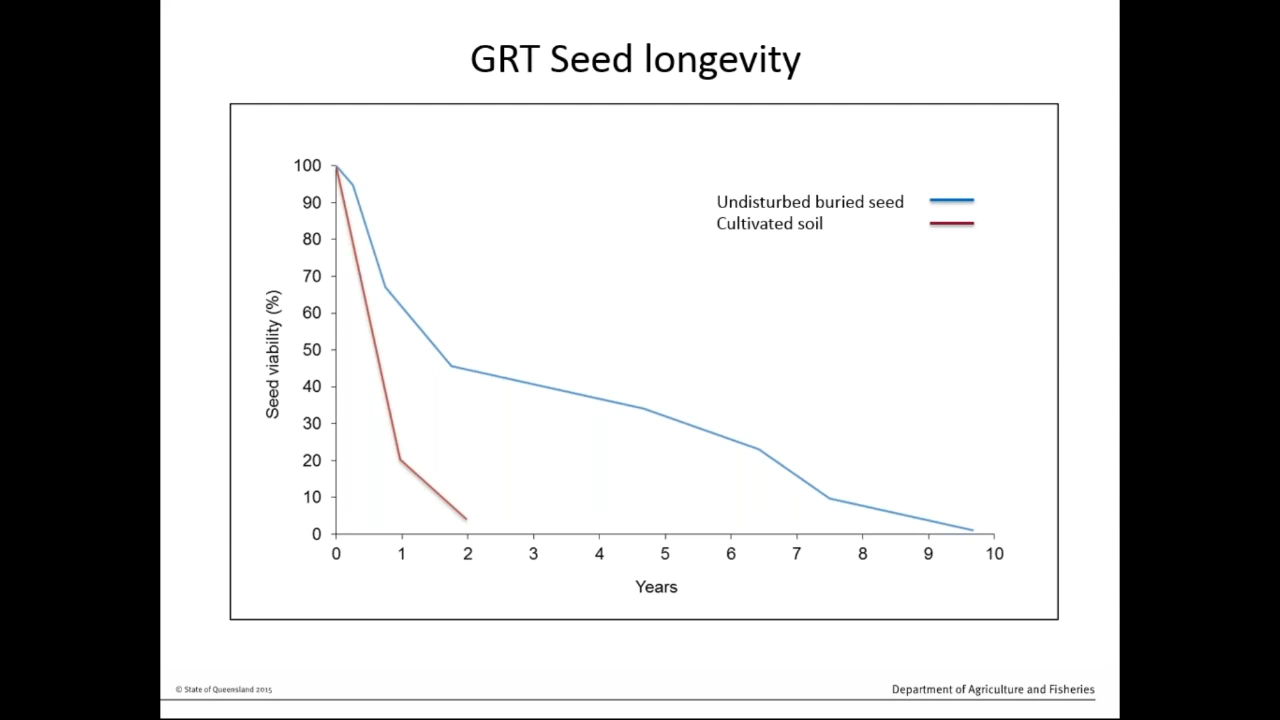 GRT Seed longevity
100
90
80
70
60
50
40
30
20
10
0
Seed viability (%)
Undisturbed buried seed
Cultivated soil
0 1 2 3 4 5 6 7 8 9 10
Years
© State of Queensland 2015
Department of Agriculture and Fisheries